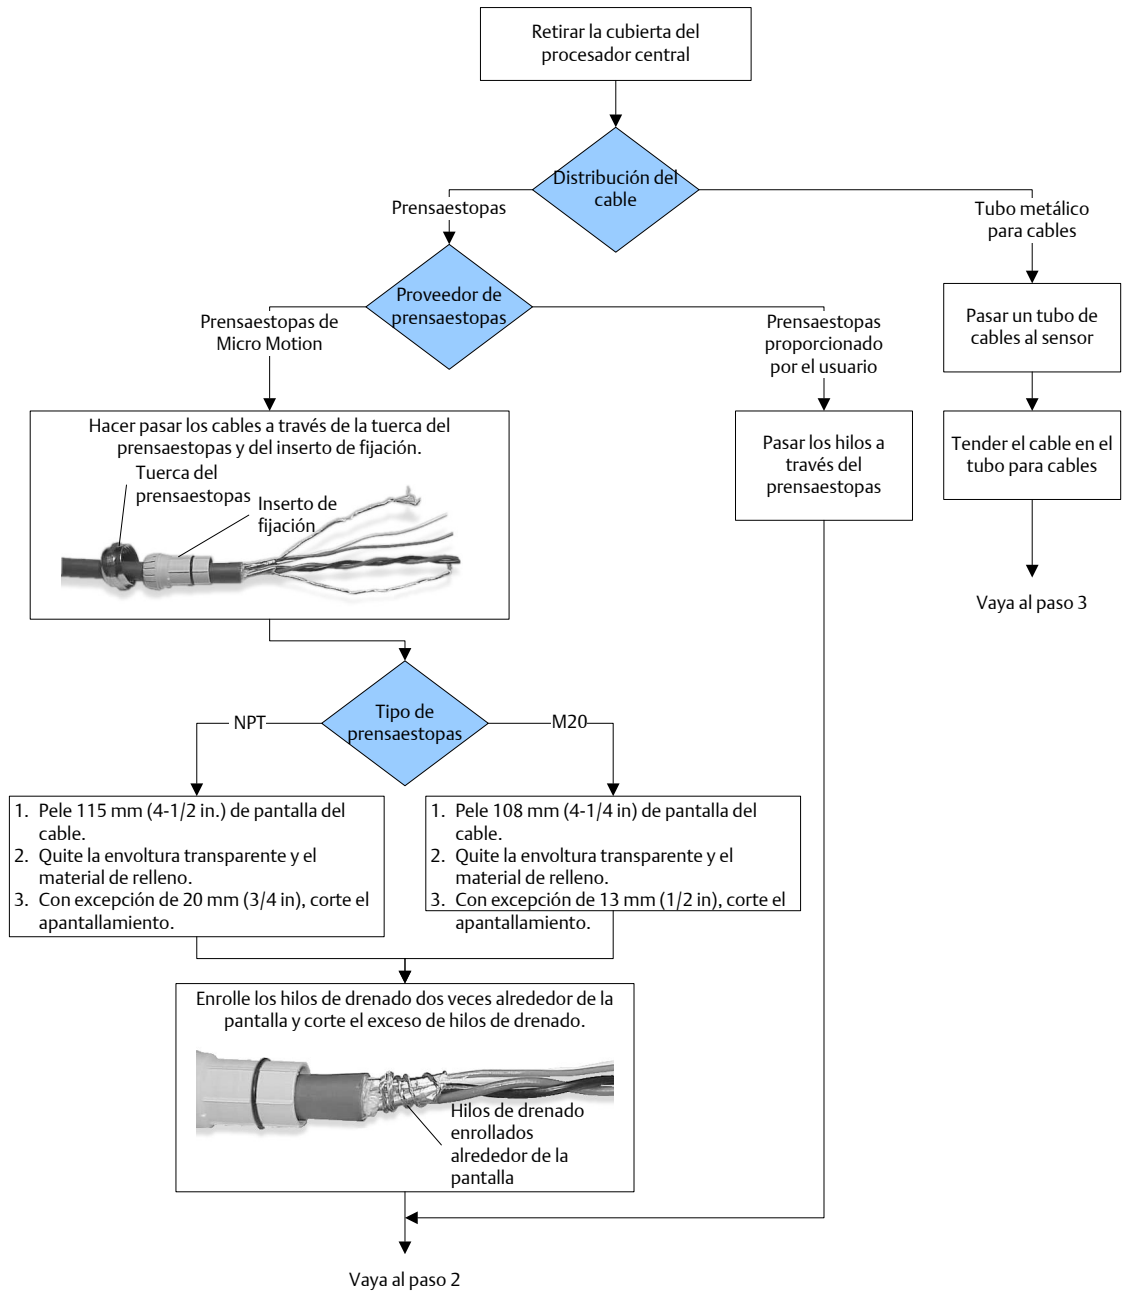 Retirar la cubierta del
procesador central
Distribución del
cable
Prensaestopas
Tubo metálico
para cables
Proveedor de
prensaestopas
Prensaestopas de
Micro Motion
Prensaestopas
proporcionado
por el usuario
Pasar un tubo de
cables al sensor
Hacer pasar los cables a través de la tuerca del
prensaestopas y del inserto de fijación.
Tuerca del
prensaestopas
Inserto de
fijación
Pasar los hilos a
través del
prensaestopas
Tender el cable en el
tubo para cables
Vaya al paso 3
Tipo de
prensaestopas
NPT
M20
1. Pele 115 mm (4-1/2 in.) de pantalla del
cable.
2. Quite la envoltura transparente y el
material de relleno.
3. Con excepción de 20 mm (3/4 in), corte el
apantallamiento.
1. Pele 108 mm (4-1/4 in) de pantalla del
cable.
2. Quite la envoltura transparente y el
material de relleno.
3. Con excepción de 13 mm (1/2 in), corte el
apantallamiento.
Enrolle los hilos de drenado dos veces alrededor de la
pantalla y corte el exceso de hilos de drenado.
Hilos de drenado
enrollados
alrededor de la
pantalla
Vaya al paso 2